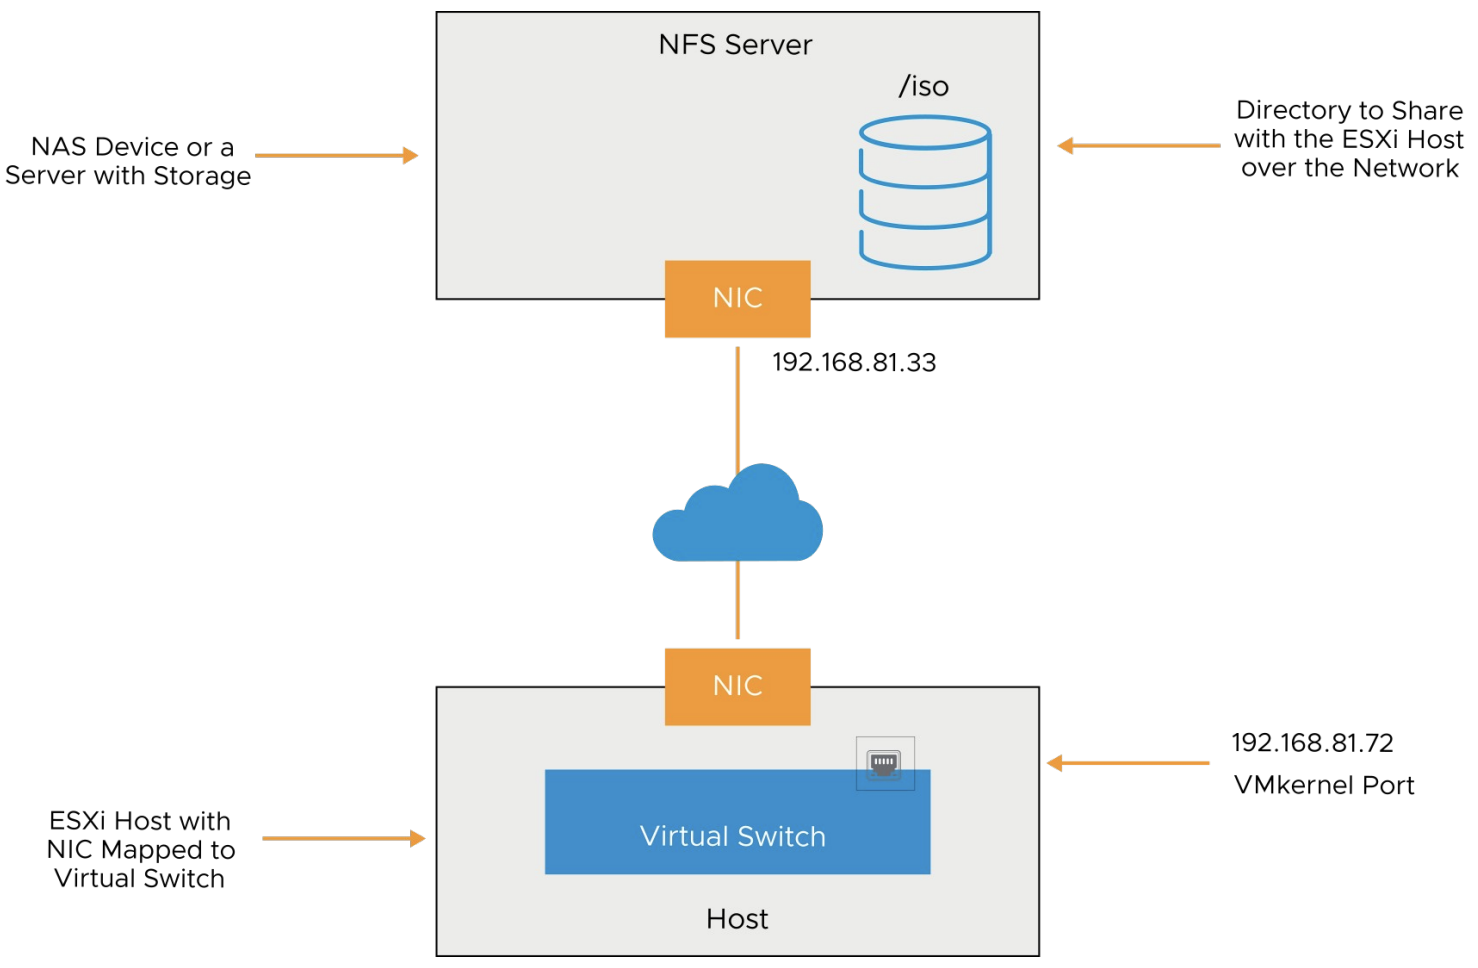 NFS Server
/iso
NAS Device or a
Server with Storage
Directory to Share
with the ESXi Host
over the Network
NIC
192.168.81.33
NIC
192.168.81.72
VMkernel Port
ESXi Host with
NIC Mapped to
Virtual Switch
Virtual Switch
Host